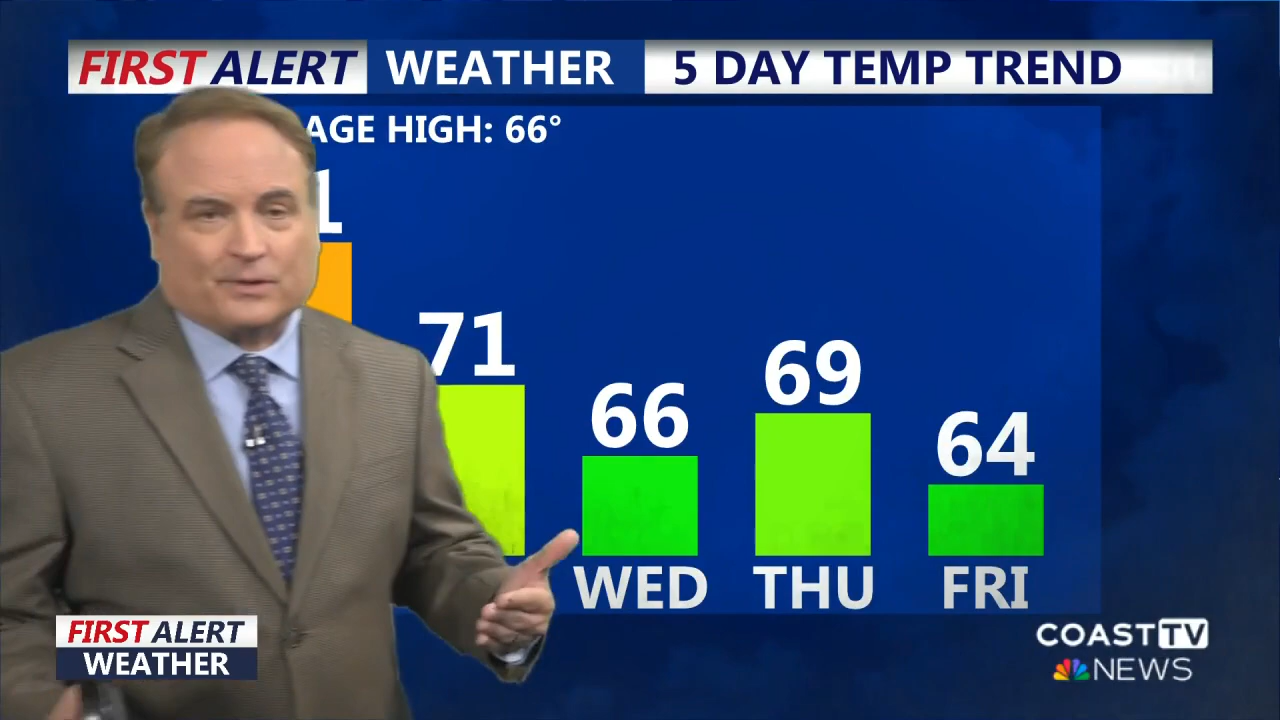 FIRST ALERT WEATHER 5 DAY TEMP TREND
AGE HIGH: 66°
1
71
66
69
64
WED THU FRI
FIRST ALERT
WEATHER
COAST TV
NEWS